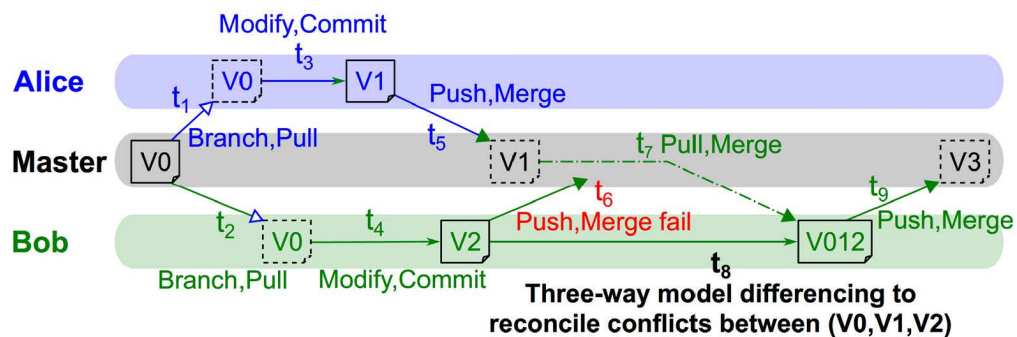 Modify,Commit
Alice
V0
t3
V1
t1
Push,Merge
Branch,Pull
t5
Master
V0
V1
t7 Pull,Merge
V3
t6
t9
t2
Push,Merge fail
Push,Merge
Bob
V0
t4
V2
V012
Branch,Pull
Modify,Commit
t8
Three-way model differencing to
reconcile conflicts between (V0,V1,V2)